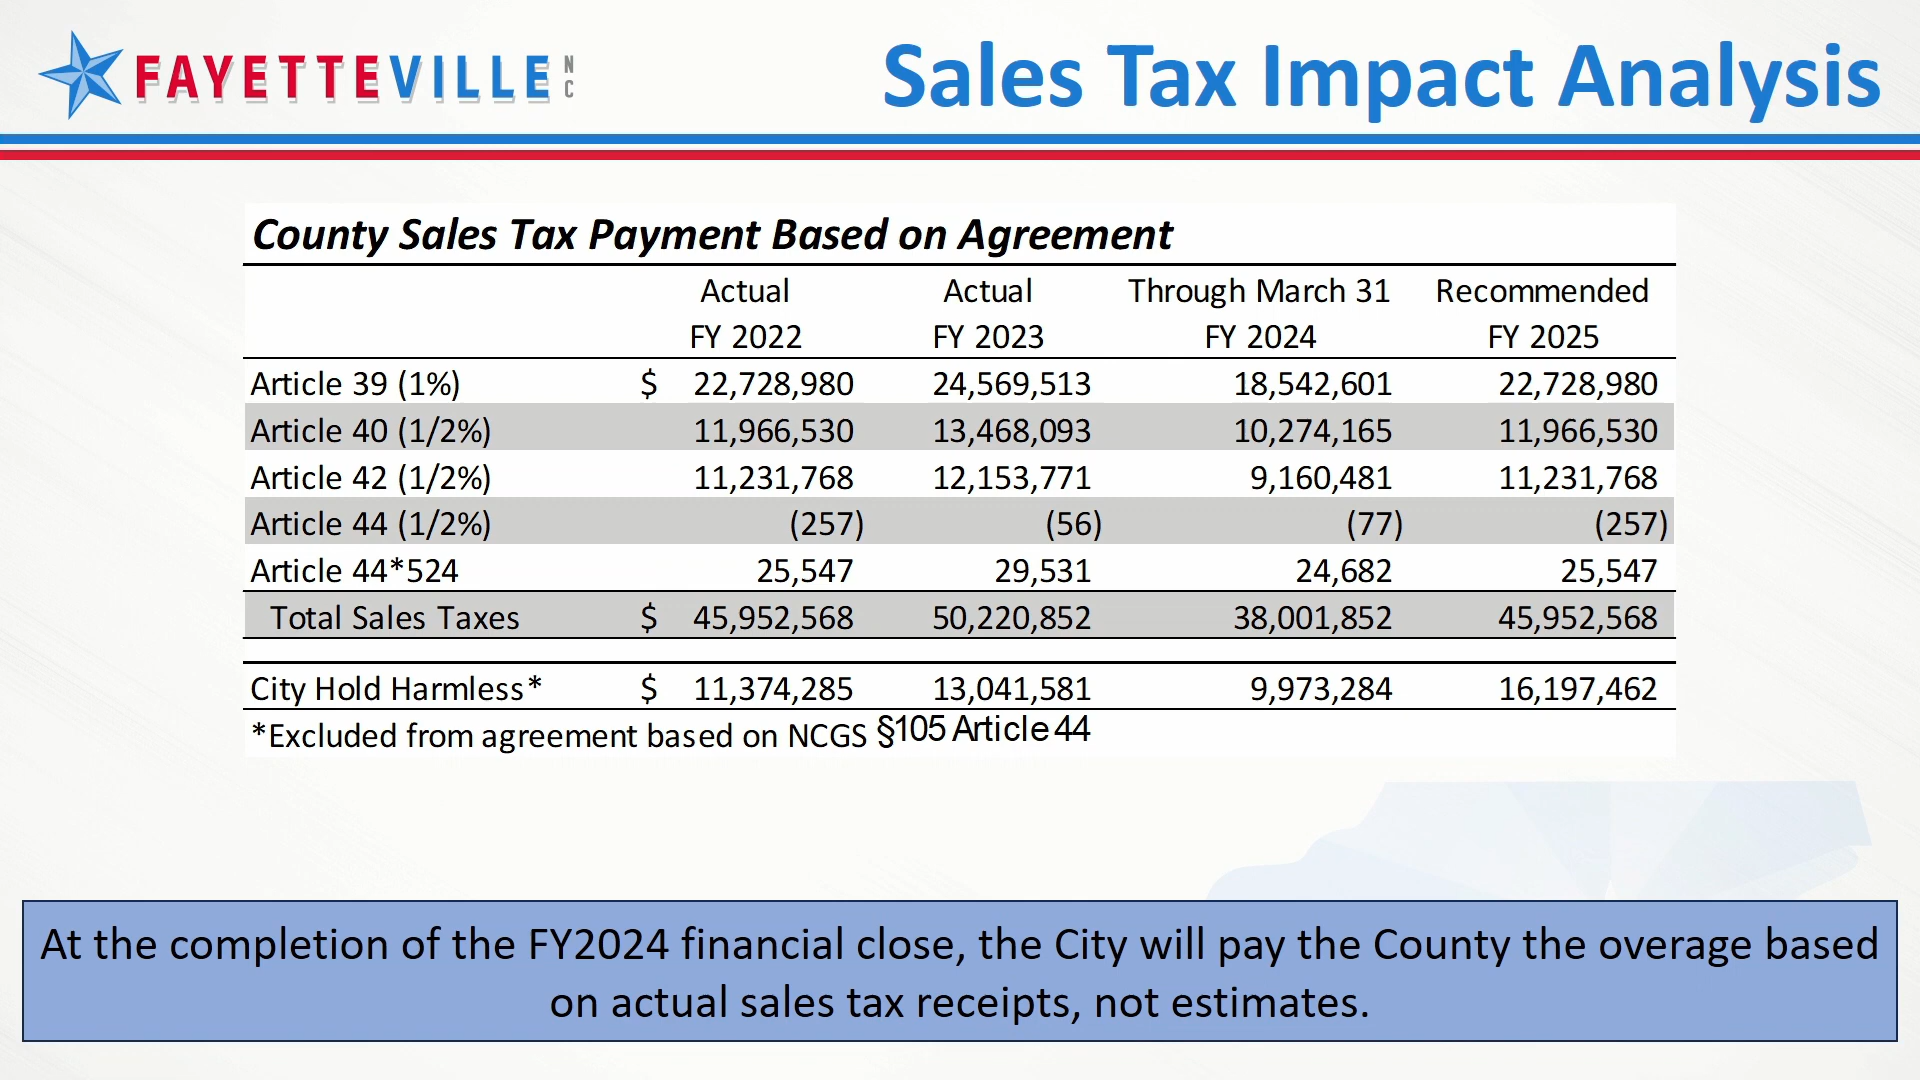 FAYETTEVILLE NC
Sales Tax Impact Analysis
County Sales Tax Payment Based on Agreement
Actual Actual Through March 31 Recommended
FY 2022 FY 2023 FY 2024 FY 2025
Article 39 (1%) $ 22,728,980 24,569,513 18,542,601 22,728,980
Article 40 (1/2%) 11,966,530 13,468,093 10,274,165 11,966,530
Article 42 (1/2%) 11,231,768 12,153,771 9,160,481 11,231,768
Article 44 (1/2%) (257) (56) (77) (257)
Article 44*524 25,547 29,531 24,682 25,547
Total Sales Taxes $ 45,952,568 50,220,852 38,001,852 45,952,568
City Hold Harmless* $ 11,374,285 13,041,581 9,973,284 16,197,462
*Excluded from agreement based on NCGS §105 Article 44
At the completion of the FY2024 financial close, the City will pay the County the overage based
on actual sales tax receipts, not estimates.